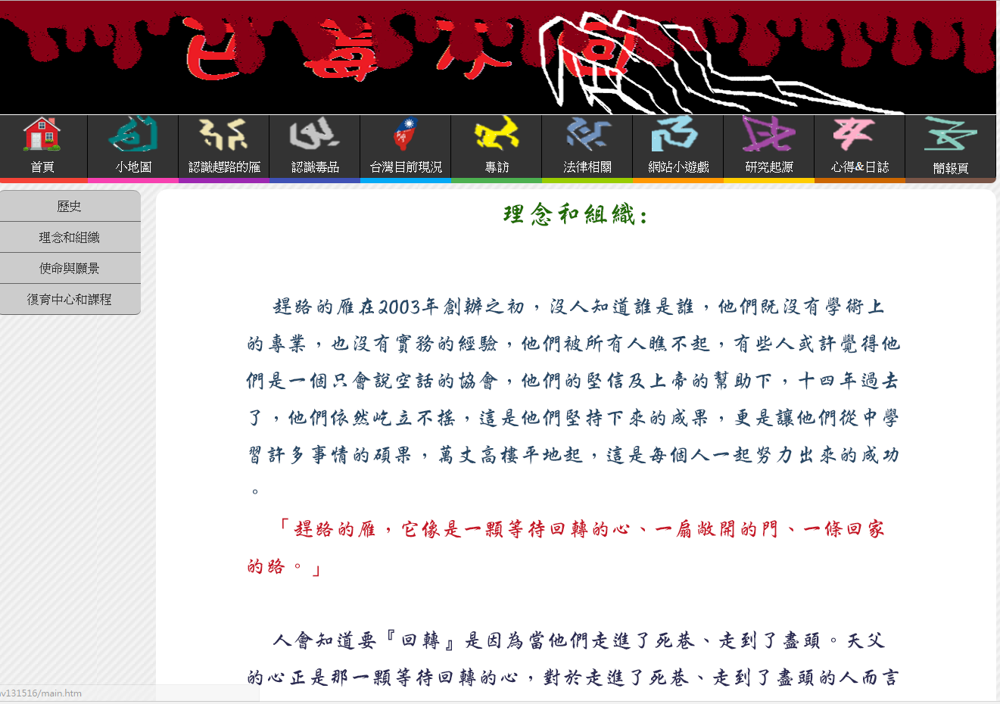 已毒不回
首頁
小地圖
認識趕路的雁
認識毒品
台灣目前現況
專訪
法律相關
網站小遊戲
研究起源
心得&日誌
簡報頁
歷史
理念和組織
使命與願景
復育中心和課程
理念和組織:
趕路的雁在2003年創辦之初，沒人知道誰是誰，他們既沒有學術上
的專業，也沒有實務的經驗，他們被所有人瞧不起，有些人或許覺得他
們是一個只會說空話的協會，他們的堅信及上帝的幫助下，十四年過去
了，他們依然屹立不搖，這是他們堅持下來的成果，更是讓他們從中學
習許多事情的碩果，萬丈高樓平地起，這是每個人一起努力出來的成功
。
「趕路的雁，它像是一顆等待回轉的心、一扇敞開的門、一條回家
的路。」
人會知道要『回轉』是因為當他們走進了死巷、走到了盡頭。天父
的心正是那一顆等待回轉的心，對於走進了死巷、走到了盡頭的人而言
v131516/main.htm